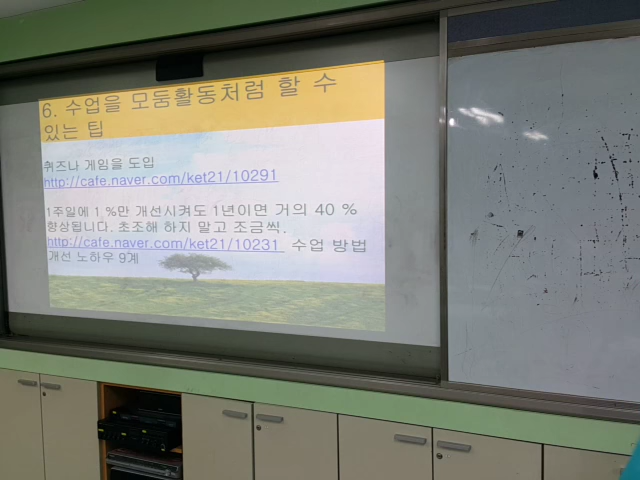 6. 수업을 모둠활동처럼 할 수
있는 팁
퀴즈나 게임을 도입
http://cafe.naver.com/ket21/10291
1주일에 1 %만 개선시켜도 1년이면 거의 40 %
향상됩니다. 초조해 하지 말고 조금씩.
http://cafe.naver.com/ket21/10231 수업 방법
개선 노하우 9계